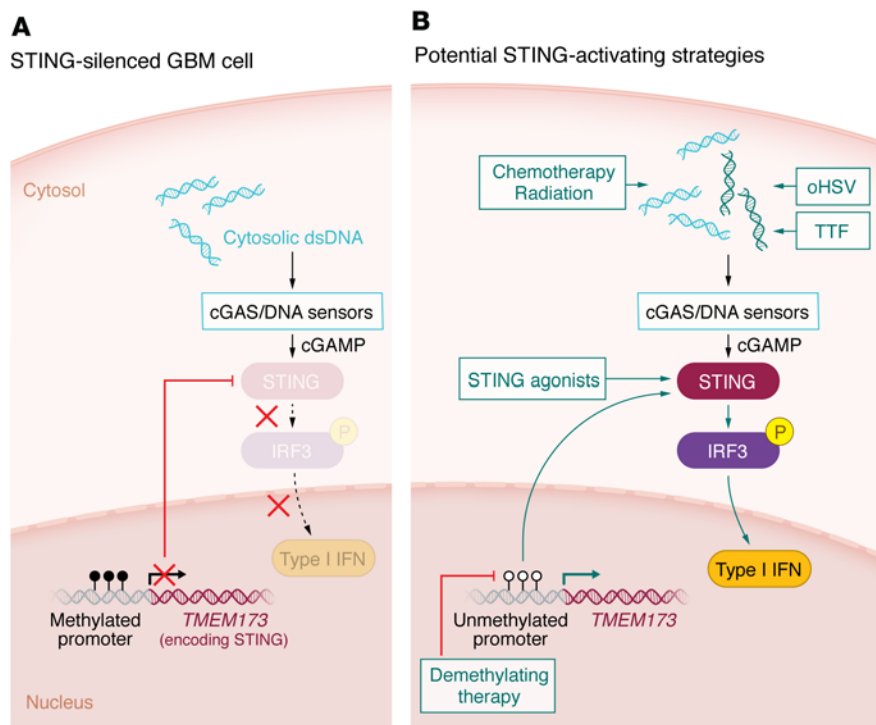 A
STING-silenced GBM cell
Cytosol
Cytosolic dsDNA
cGAS/DNA sensors
cGAMP
STING
P
IRF3
Type I IFN
Methylated
promoter
TMEM173
(encoding STING)
Nucleus
B
Potential STING-activating strategies
Chemotherapy
Radiation
oHSV
TTF
cGAS/DNA sensors
cGAMP
STING agonists
STING
P
IRF3
Type I IFN
Unmethylated
promoter
TMEM173
Demethylating
therapy